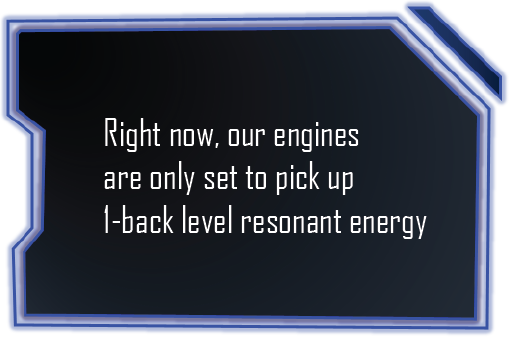 Right now, our engines
are only set to pick up
1-back level resonant energy